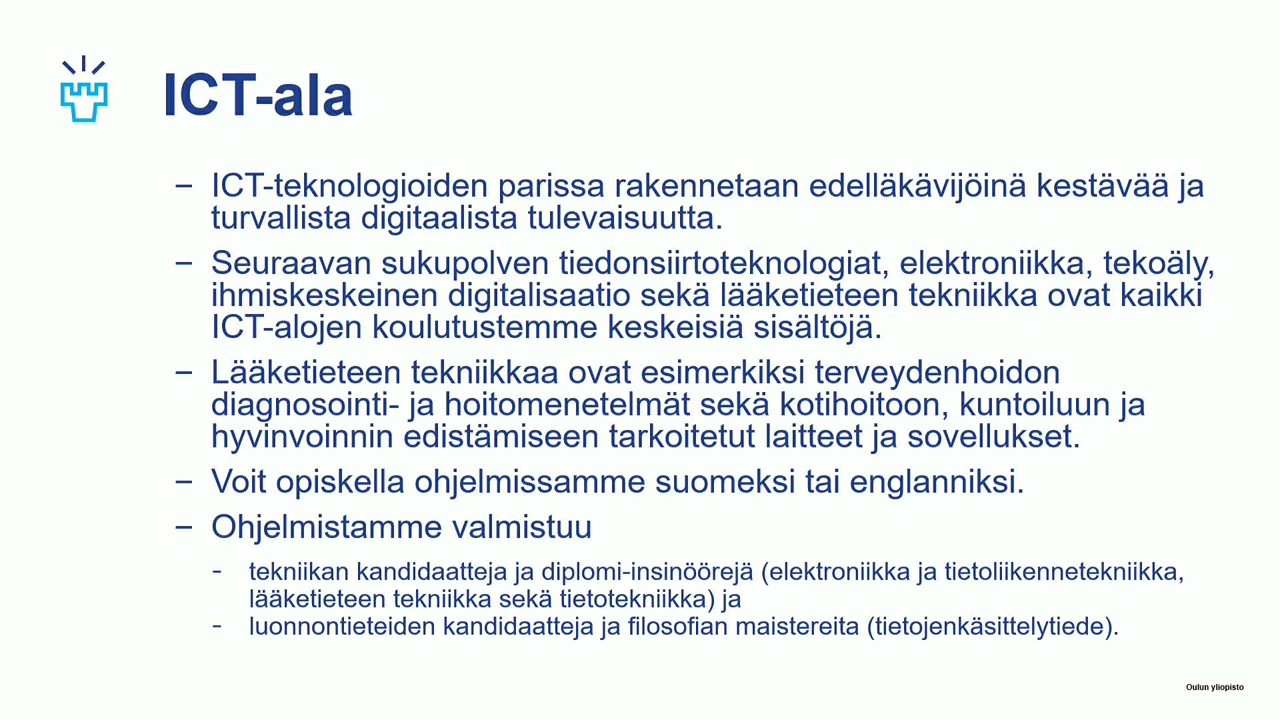 ICT-ala
– ICT-teknologioiden parissa rakennetaan edelläkävijöinä kestävää ja
turvallista digitaalista tulevaisuutta.
– Seuraavan sukupolven tiedonsiirtoteknologiat, elektroniikka, tekoäly,
ihmiskeskeinen digitalisaatio sekä lääketieteen tekniikka ovat kaikki
ICT-alojen koulutustemme keskeisiä sisältöjä.
– Lääketieteen tekniikkaa ovat esimerkiksi terveydenhoidon
diagnosointi- ja hoitomenetelmät sekä kotihoitoon, kuntoiluun ja
hyvinvoinnin edistämiseen tarkoitetut laitteet ja sovellukset.
– Voit opiskella ohjelmissamme suomeksi tai englanniksi.
– Ohjelmistamme valmistuu
- tekniikan kandidaatteja ja diplomi-insinöörejä (elektroniikka ja tietoliikennetekniikka,
lääketieteen tekniikka sekä tietotekniikka) ja
- luonnontieteiden kandidaatteja ja filosofian maistereita (tietojenkäsittelytiede).
Oulun yliopisto